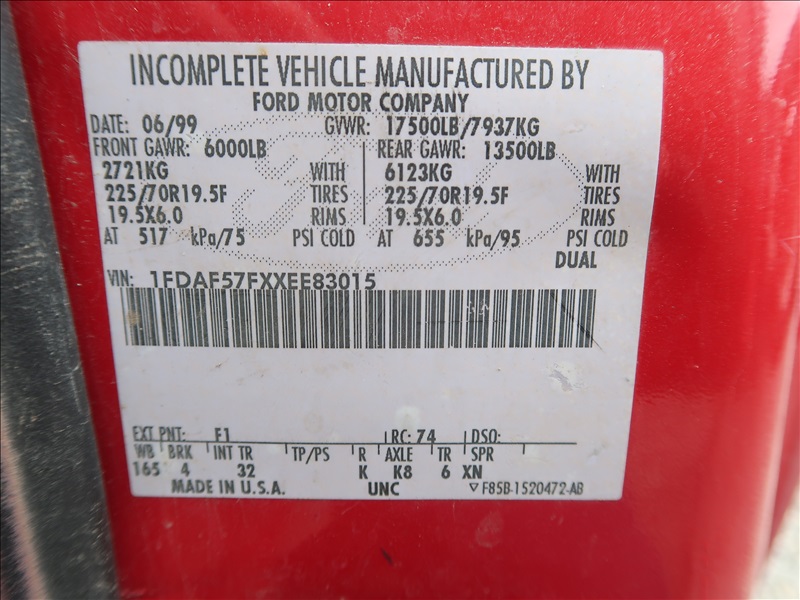 INCOMPLETE VEHICLE MANUFACTURED BY
FORD MOTOR COMPANY
DATE: 06/99 GVWR: 17500LB/7937KG
FRONT GAWR: 6000LB REAR GAWR: 13500LB
2721KG WITH 6123KG WITH
225/70R19.5F TIRES 225/70R19.5F TIRES
19.5X6.0 RIMS 19.5X6.0 RIMS
AT 517 kPa/75 PSI COLD AT 655 kPa/95 PSI COLD
DUAL
VIN: 1FDAF57FXXEE83015
EXT PNT: F1 RC: 74 DSO:
WB BRK INT TR TP/PS R AXLE TR SPR
165 4 32 K K8 6 XN
MADE IN U.S.A. UNC ▽ F85B-1520472-AB